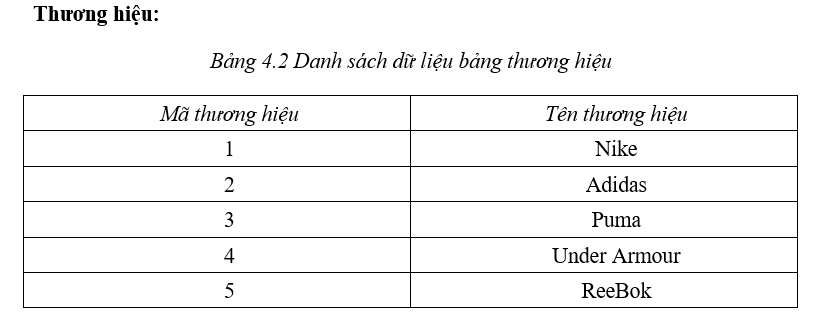 Thương hiệu:
Bảng 4.2 Danh sách dữ liệu bảng thương hiệu
Mã thương hiệu Tên thương hiệu
1 Nike
2 Adidas
3 Puma
4 Under Armour
5 ReeBok